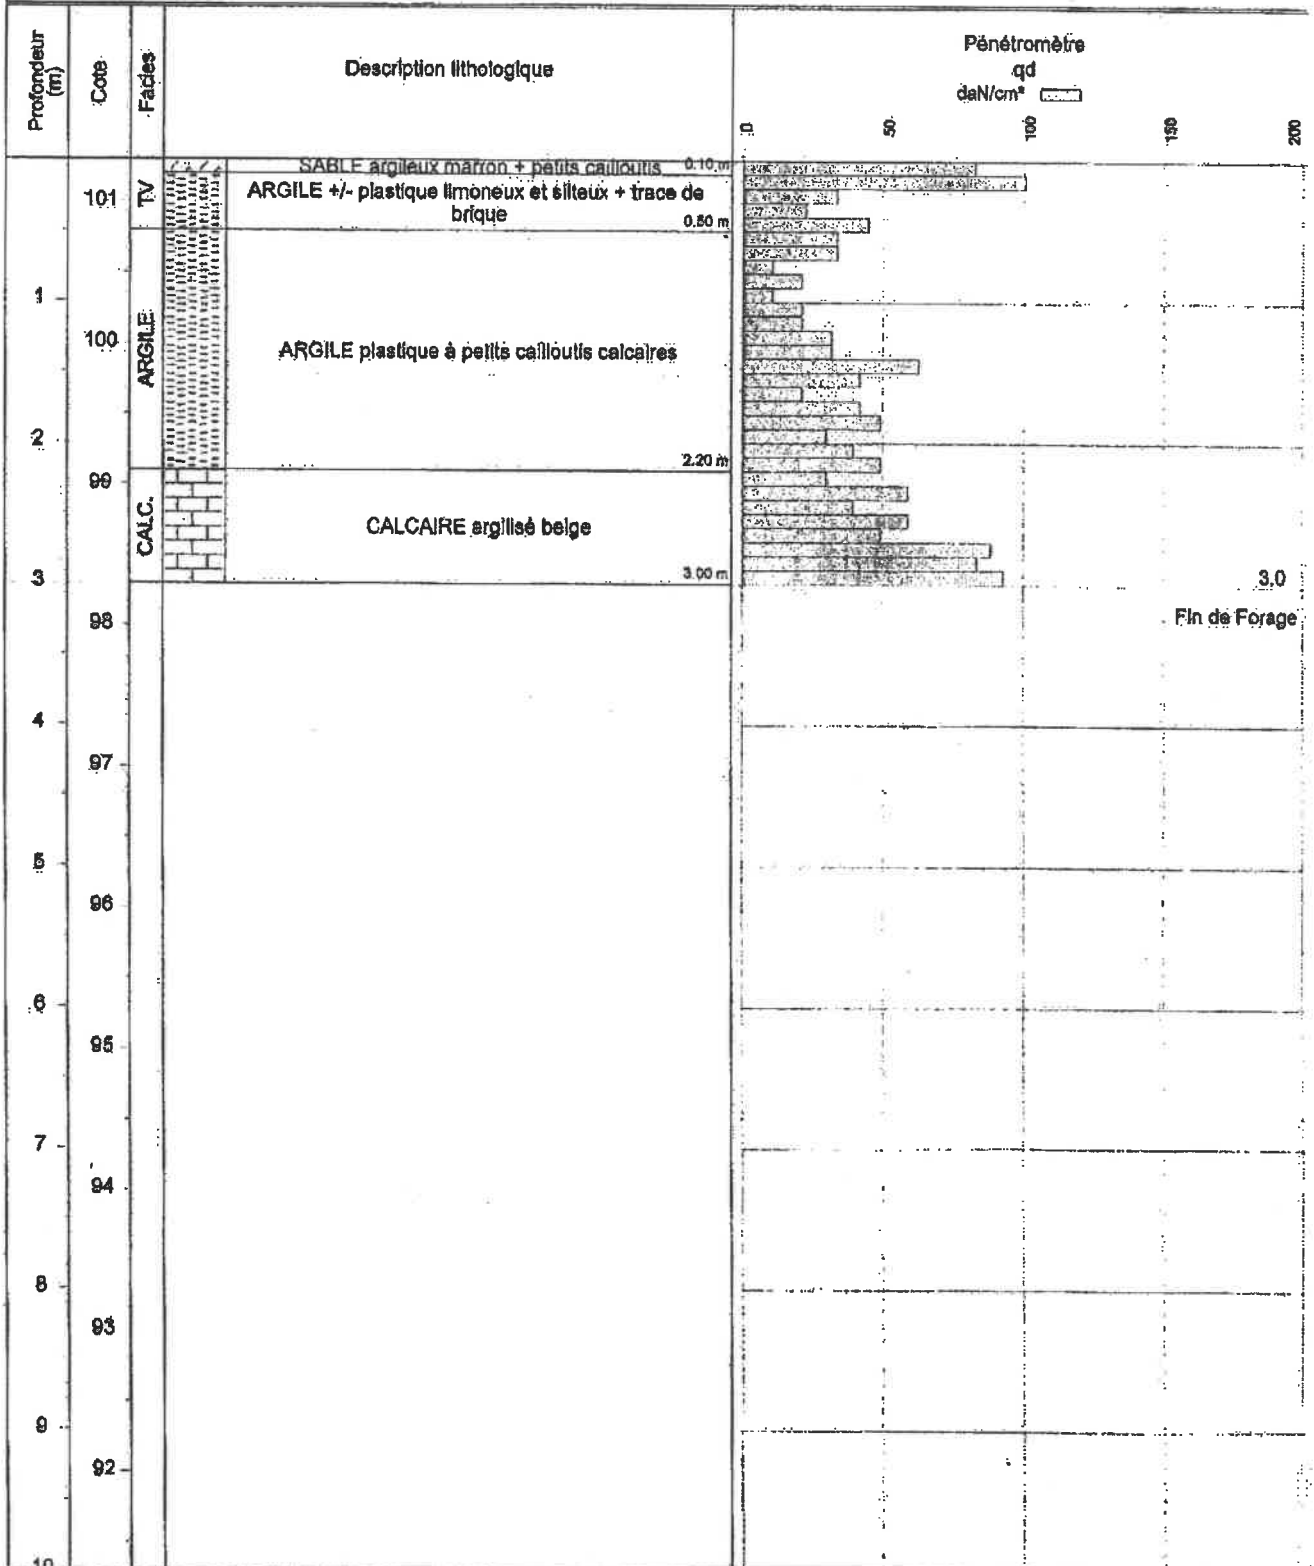 Profondeur
(m)
Cote
Faciès
Description lithologique
Pénétromètre
qd
daN/cm²
0
50
100
150
200
SABLE argileux marron + petits cailloutis 0.10 m
ARGILE +/- plastique limoneux et silteux + trace de
brique
0.50 m
TV
101
1
100
ARGILE
ARGILE plastique à petits cailloutis calcaires
2
2.20 m
99
CALC.
CALCAIRE argilisé beige
3
3.00 m
3.0
98
Fin de Forage
4
97
5
96
6
95
7
94
8
93
9
92
10